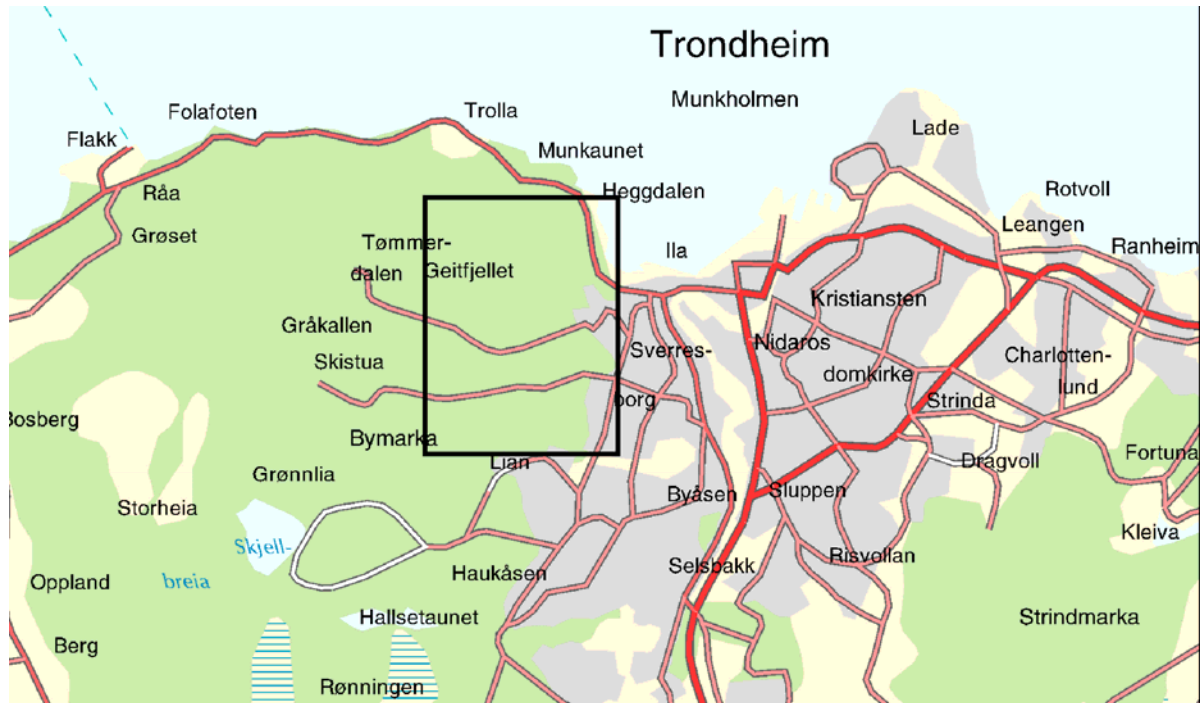 Trondheim
Munkholmen
Folafoten
Trolla
Lade
Flakk
Munkaunet
Råa
Heggdalen
Rotvoll
Grøset
Leangen
Tømmer-
Ila
Ranheim
dalen
Geitfjellet
Kristiansten
Gråkallen
Nidaros
Skistua
Sverres-
Charlotten-
domkirke
lund
borg
Strinda
Bosberg
Bymarka
Lian
Dragvoll
Fortuna
Grønnlia
Byåsen
Sluppen
Storheia
Kleiva
Skjell-
Risvollan
Selsbakk
Haukåsen
Oppland
breia
Hallsetaunet
Strindmarka
Berg
Rønningen